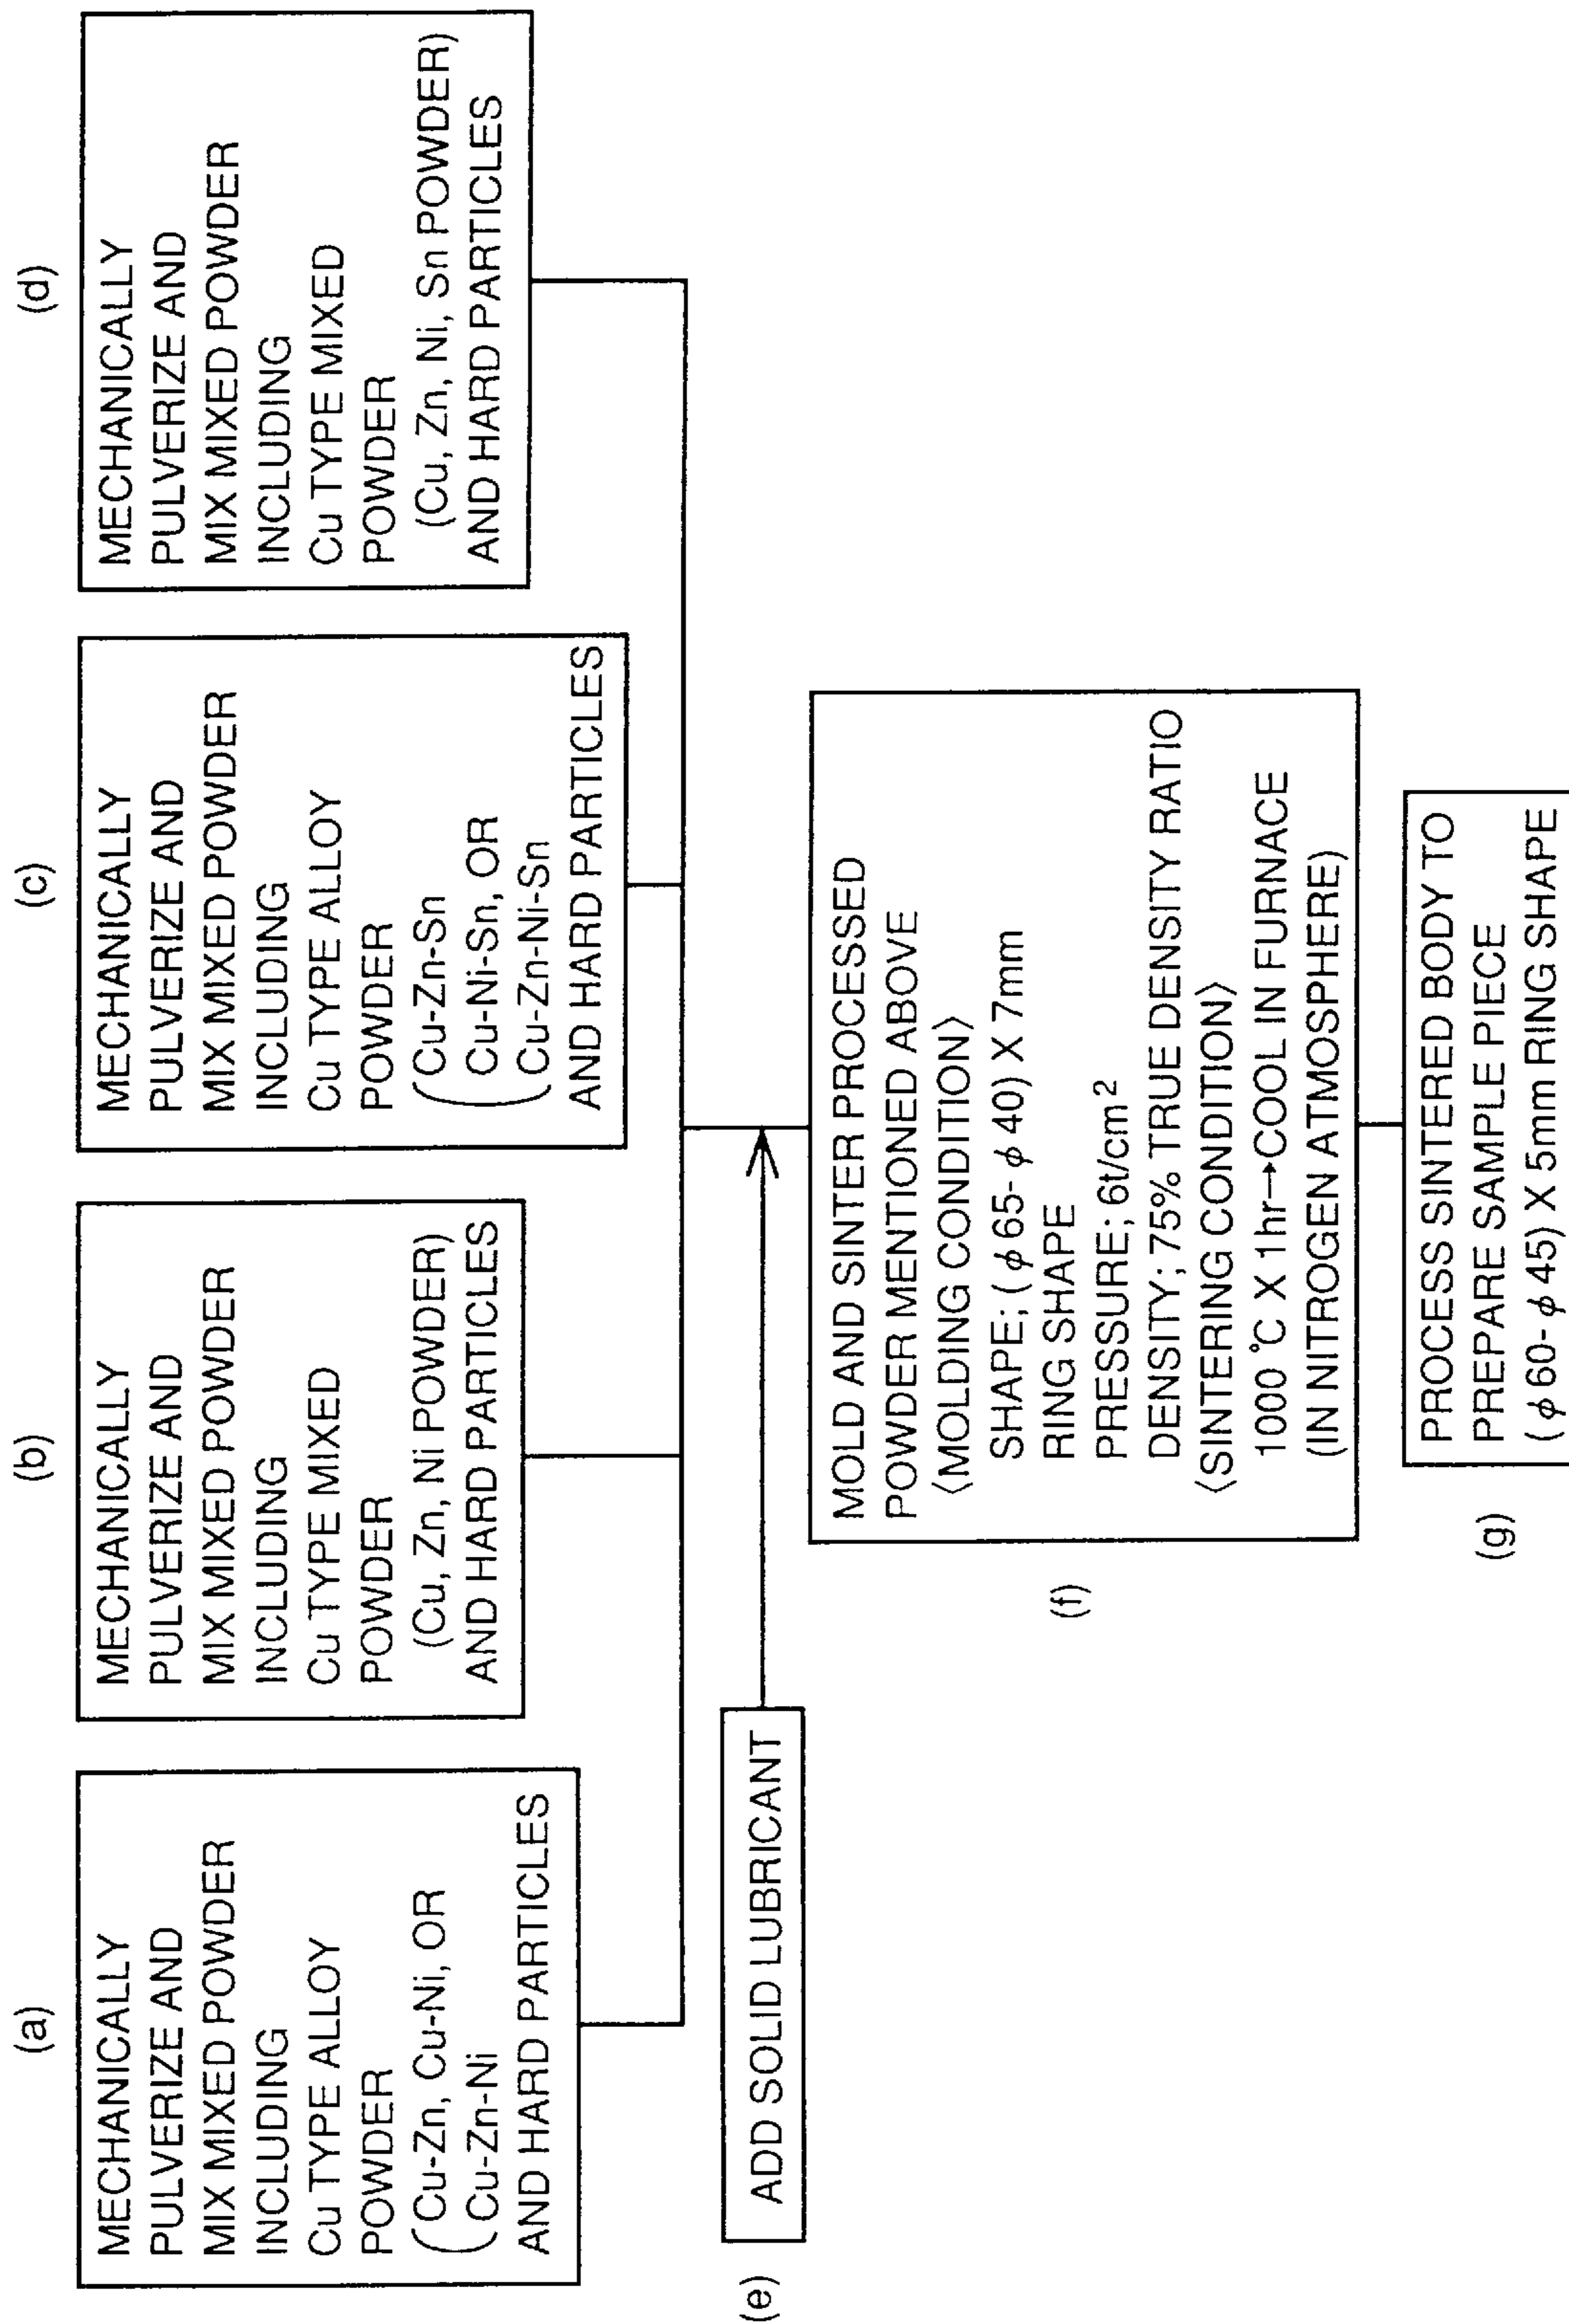 (a)
MECHANICALLY
PULVERIZE AND
MIX MIXED POWDER
INCLUDING
Cu TYPE ALLOY
POWDER
(Cu-Zn, Cu-Ni, OR
Cu-Zn-Ni
AND HARD PARTICLES
(b)
MECHANICALLY
PULVERIZE AND
MIX MIXED POWDER
INCLUDING
Cu TYPE MIXED
POWDER
(Cu, Zn, Ni POWDER)
AND HARD PARTICLES
(c)
MECHANICALLY
PULVERIZE AND
MIX MIXED POWDER
INCLUDING
Cu TYPE ALLOY
POWDER
(Cu-Zn-Sn
Cu-Ni-Sn, OR
Cu-Zn-Ni-Sn
AND HARD PARTICLES
(d)
MECHANICALLY
PULVERIZE AND
MIX MIXED POWDER
INCLUDING
Cu TYPE MIXED
POWDER
(Cu, Zn, Ni, Sn POWDER)
AND HARD PARTICLES
(e)
ADD SOLID LUBRICANT
(f)
MOLD AND SINTER PROCESSED
POWDER MENTIONED ABOVE
〈MOLDING CONDITION〉
SHAPE; (ϕ65-ϕ40) X 7mm
RING SHAPE
PRESSURE; 6t/cm²
DENSITY; 75% TRUE DENSITY RATIO
〈SINTERING CONDITION〉
1000 °C X 1hr→COOL IN FURNACE
(IN NITROGEN ATMOSPHERE)
(g)
PROCESS SINTERED BODY TO
PREPARE SAMPLE PIECE
(ϕ60-ϕ45) X 5mm RING SHAPE